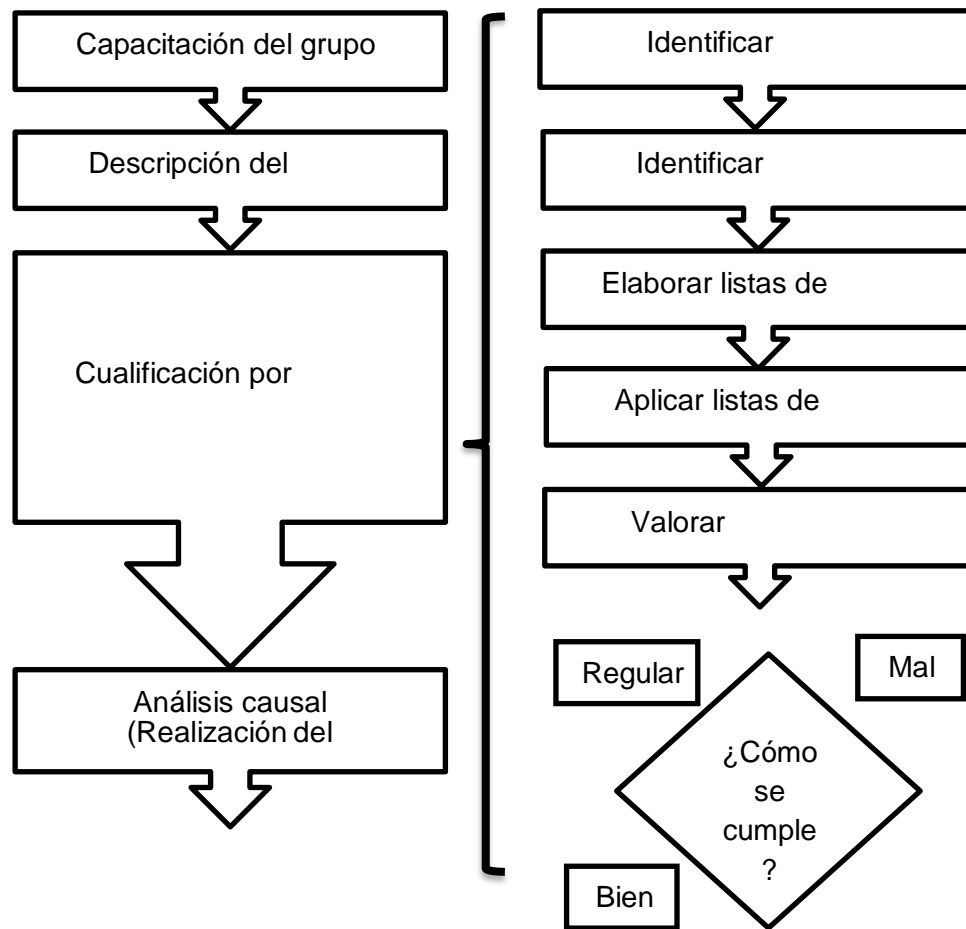 Capacitación del grupo
Descripción del
Cualificación por
Análisis causal
(Realización del
Identificar
Identificar
Elaborar listas de
Aplicar listas de
Valorar
Regular
Mal
¿Cómo
se
cumple
?
Bien